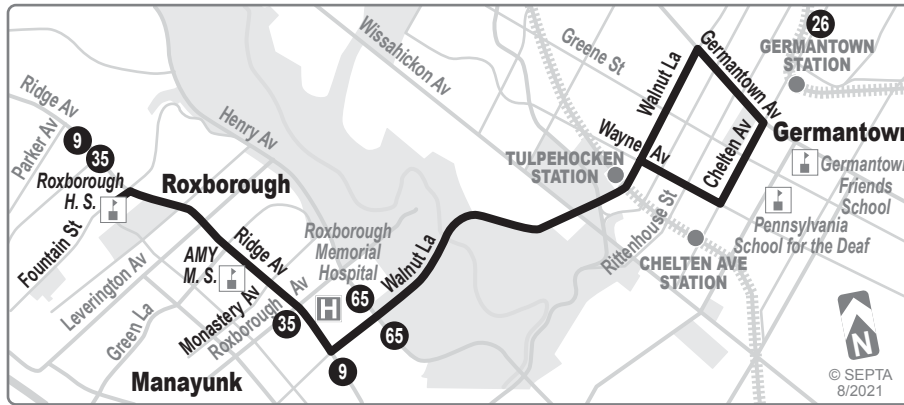 26
GERMANTOWN
STATION
Greene St
Germantown Av
Wissahickon Av
Walnut La
Ridge Av
Parker Av
Henry Av
Wayne Av
Chelten Av
9
35
Germantown
TULPEHOCKEN
STATION
Germantown
Friends
School
Roxborough
H. S.
Roxborough
Rittenhouse St
Pennsylvania
School for the Deaf
Fountain St
Ridge Av
Roxborough
Memorial
Hospital
Walnut La
CHELTEN AVE
STATION
AMY
M. S.
Leverington Av
H
65
Monastery Av
Roxborough Av
Green La
35
65
N
Manayunk
9
© SEPTA
8/2021